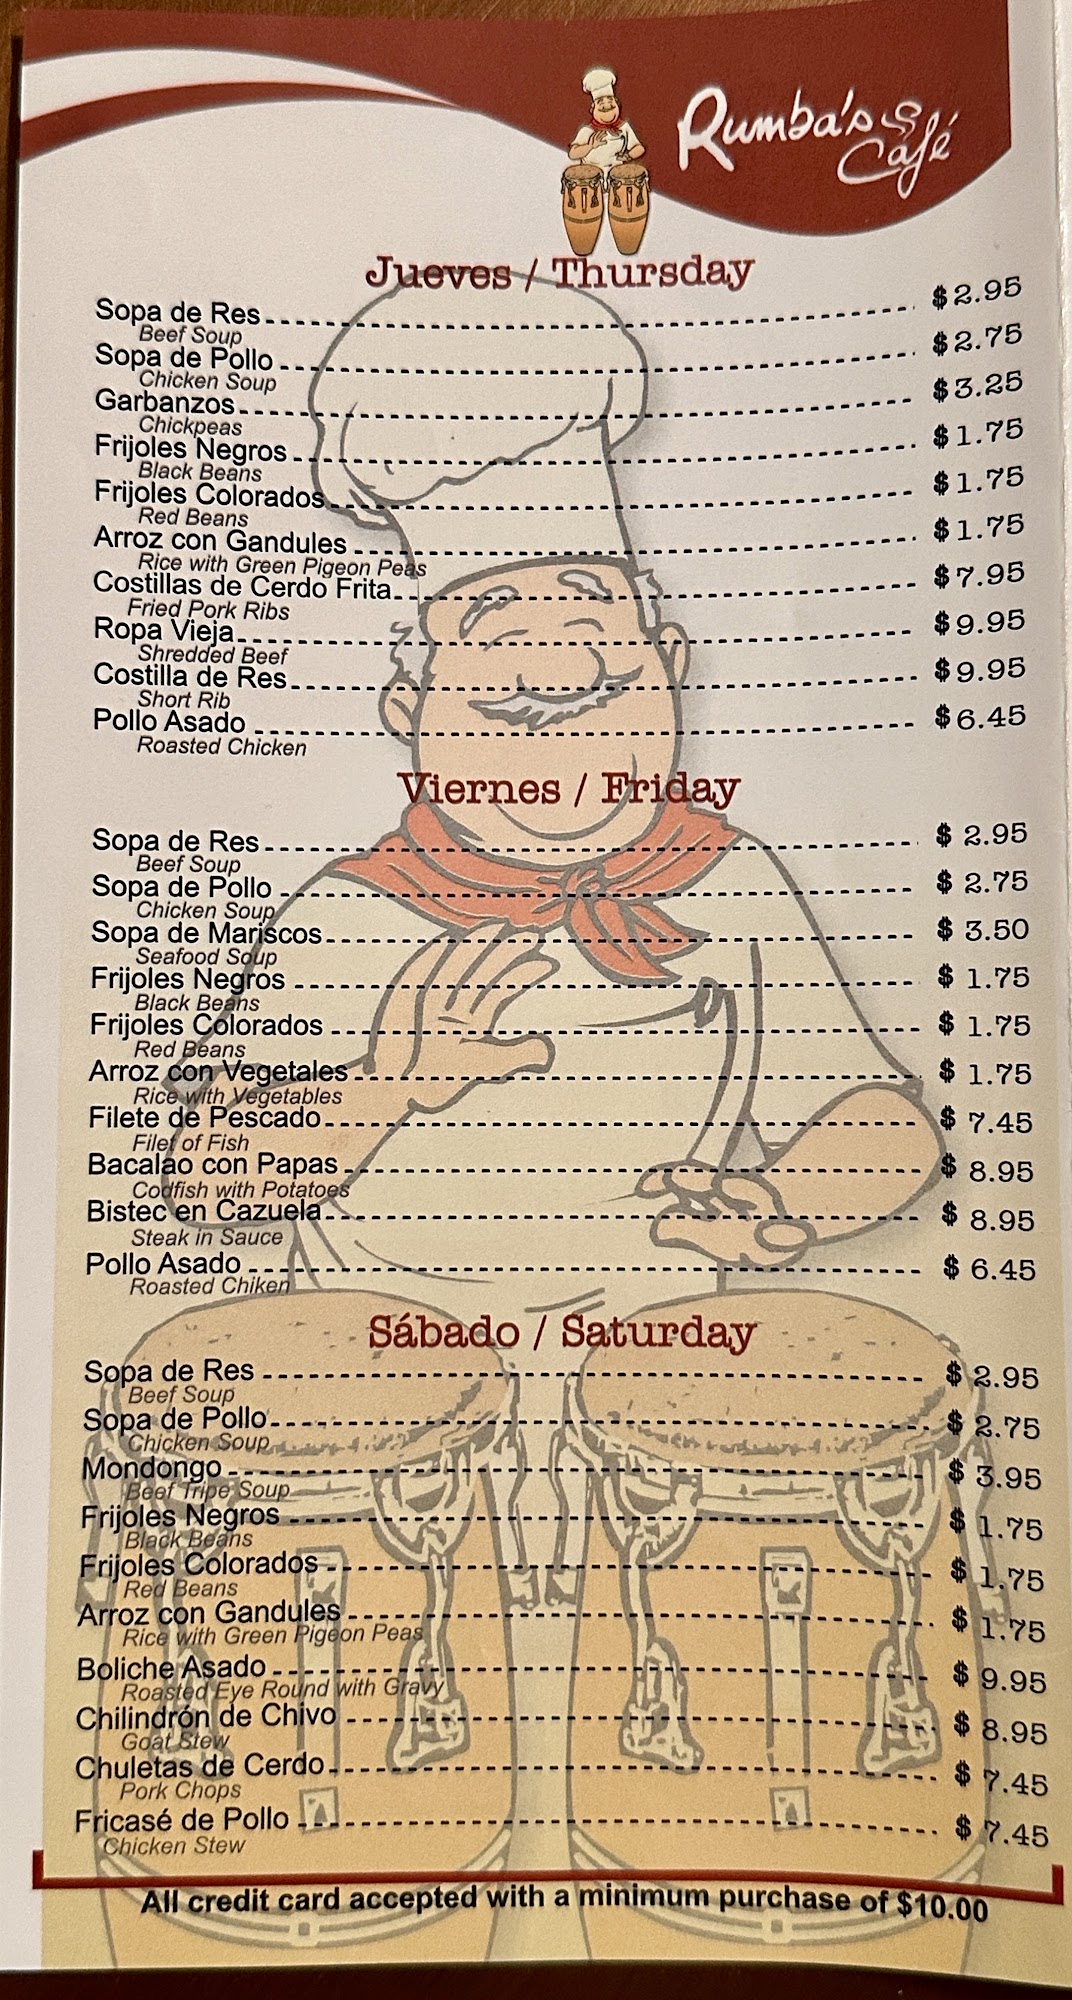 Rumba's
Café
Jueves / Thursday
Sopa de Res $2.95
Beef Soup
Sopa de Pollo $2.75
Chicken Soup
Garbanzos $3.25
Chickpeas
Frijoles Negros $1.75
Black Beans
Frijoles Colorados $1.75
Red Beans
Arroz con Gandules $1.75
Rice with Green Pigeon Peas
Costillas de Cerdo Frita $7.95
Fried Pork Ribs
Ropa Vieja $9.95
Shredded Beef
Costilla de Res $9.95
Short Rib
Pollo Asado $6.45
Roasted Chicken
Viernes / Friday
Sopa de Res $2.95
Beef Soup
Sopa de Pollo $2.75
Chicken Soup
Sopa de Mariscos $3.50
Seafood Soup
Frijoles Negros $1.75
Black Beans
Frijoles Colorados $1.75
Red Beans
Arroz con Vegetales $1.75
Rice with Vegetables
Filete de Pescado $7.45
Filet of Fish
Bacalao con Papas $8.95
Codfish with Potatoes
Bistec en Cazuela $8.95
Steak in Sauce
Pollo Asado $6.45
Roasted Chiken
Sábado / Saturday
Sopa de Res $2.95
Beef Soup
Sopa de Pollo $2.75
Chicken Soup
Mondongo $3.95
Beef Tripe Soup
Frijoles Negros $1.75
Black Beans
Frijoles Colorados $1.75
Red Beans
Arroz con Gandules $1.75
Rice with Green Pigeon Peas
Boliche Asado $9.95
Roasted Eye Round with Gravy
Chilindrón de Chivo $8.95
Goat Stew
Chuletas de Cerdo $7.45
Pork Chops
Fricasé de Pollo $7.45
Chicken Stew
All credit card accepted with a minimum purchase of $10.00